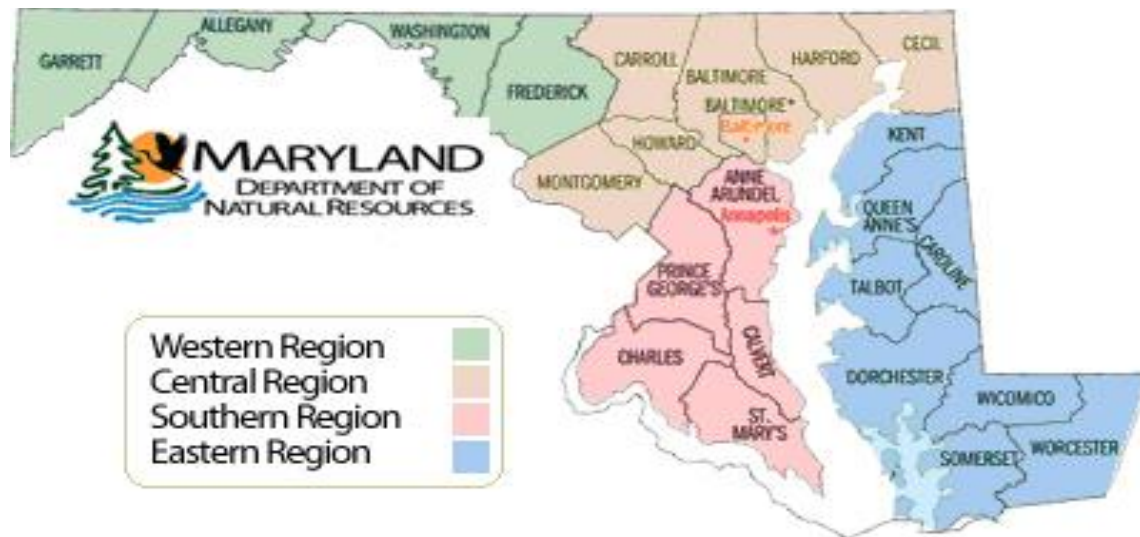 GARRETT
ALLEGANY
WASHINGTON
FREDERICK
CARROLL
BALTIMORE
HARFORD
CECIL
BALTIMORE*
Baltimore
HOWARD
MONTGOMERY
KENT
ANNE
ARUNDEL
Annapolis
QUEEN
ANNE'S
CAROLINE
TALBOT
PRINCE
GEORGE'S
CHARLES
CALVERT
ST.
MARY'S
DORCHESTER
WICOMICO
WORCESTER
SOMERSET
MARYLAND
DEPARTMENT OF
NATURAL RESOURCES
Western Region
Central Region
Southern Region
Eastern Region